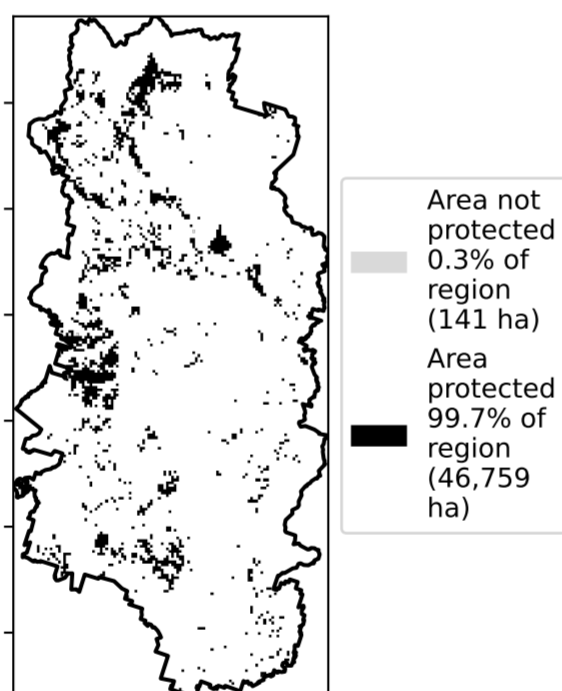 Area not
protected
0.3% of
region
(141 ha)
Area
protected
99.7% of
region
(46,759
ha)